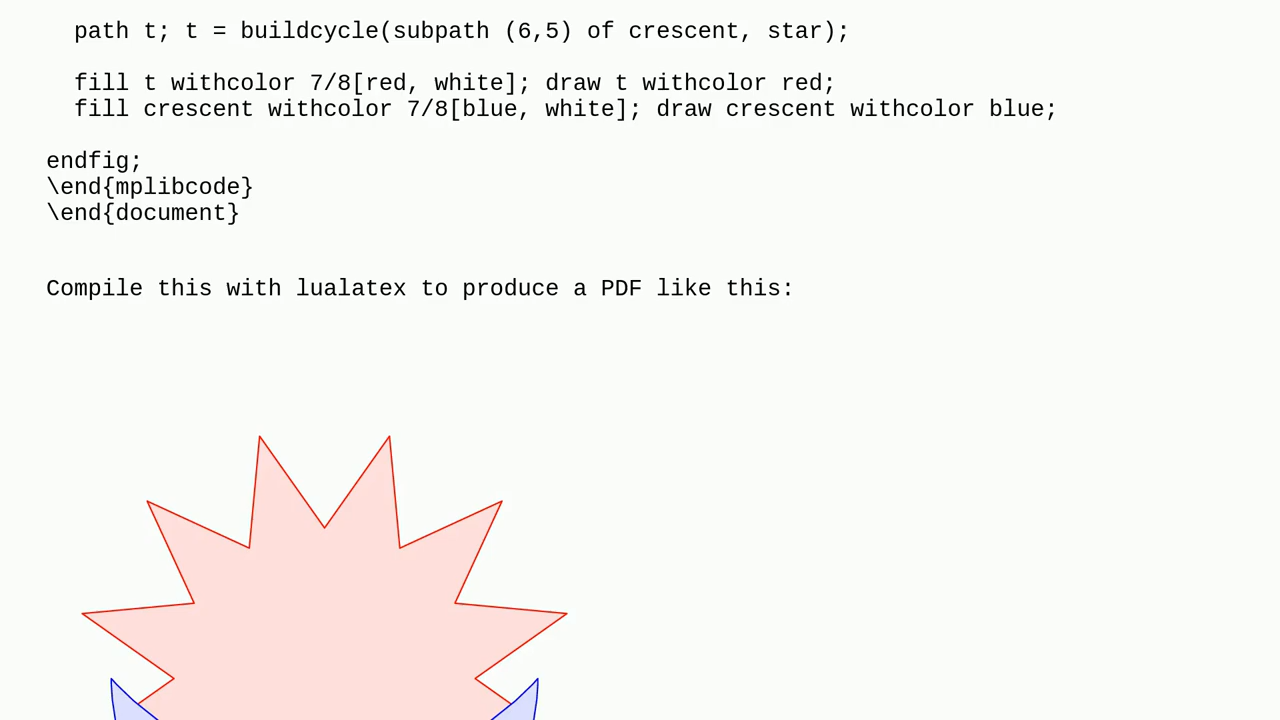 path t; t = buildcycle(subpath (6,5) of crescent, star);
fill t withcolor 7/8[red, white]; draw t withcolor red;
fill crescent withcolor 7/8[blue, white]; draw crescent withcolor blue;
endfig;
\end{mplibcode}
\end{document}
Compile this with lualatex to produce a PDF like this: